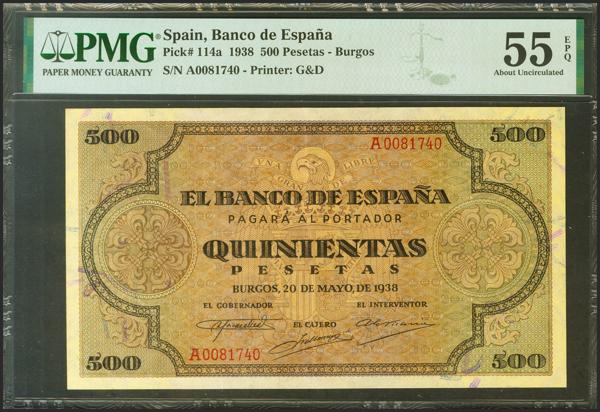 PMG
PAPER MONEY GUARANTY
Spain, Banco de España
Pick# 114a 1938 500 Pesetas - Burgos
S/N A0081740 - Printer: G&D
55 EPQ
About Uncirculated
500
500
A0081740
UNA GRANDE LIBRE
EL BANCO DE ESPAÑA
PAGARÁ AL PORTADOR
QUINIENTAS
PESETAS
BURGOS, 20 DE MAYO, DE 1938
EL GOBERNADOR
EL INTERVENTOR
EL CAJERO
A0081740
500
500